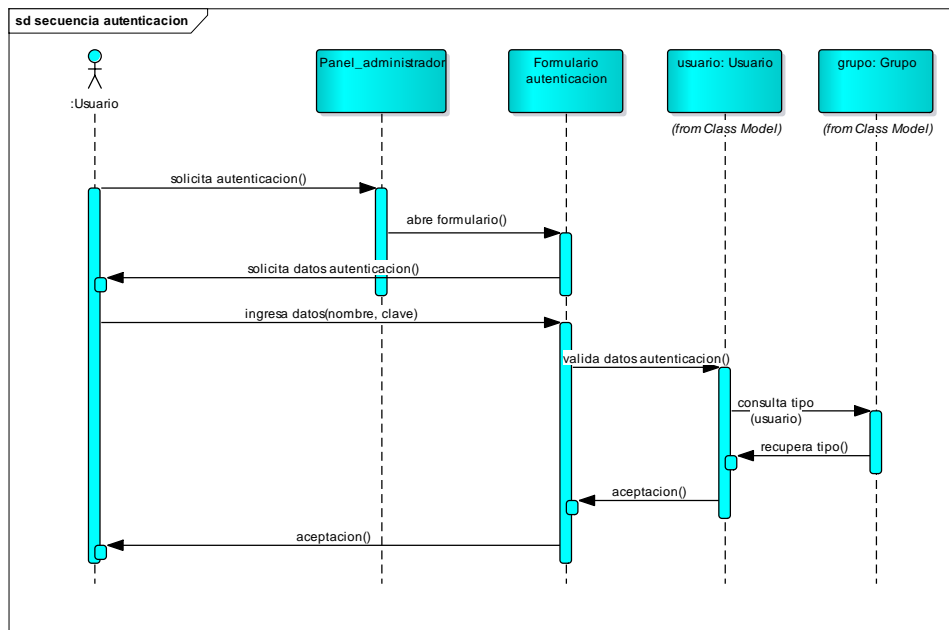 sd secuencia autenticacion
:Usuario
Panel_administrador
Formulario
autenticacion
usuario: Usuario
(from Class Model)
grupo: Grupo
(from Class Model)
solicita autenticacion()
abre formulario()
solicita datos autenticacion()
ingresa datos(nombre, clave)
valida datos autenticacion()
consulta tipo
(usuario)
recupera tipo()
aceptacion()
aceptacion()